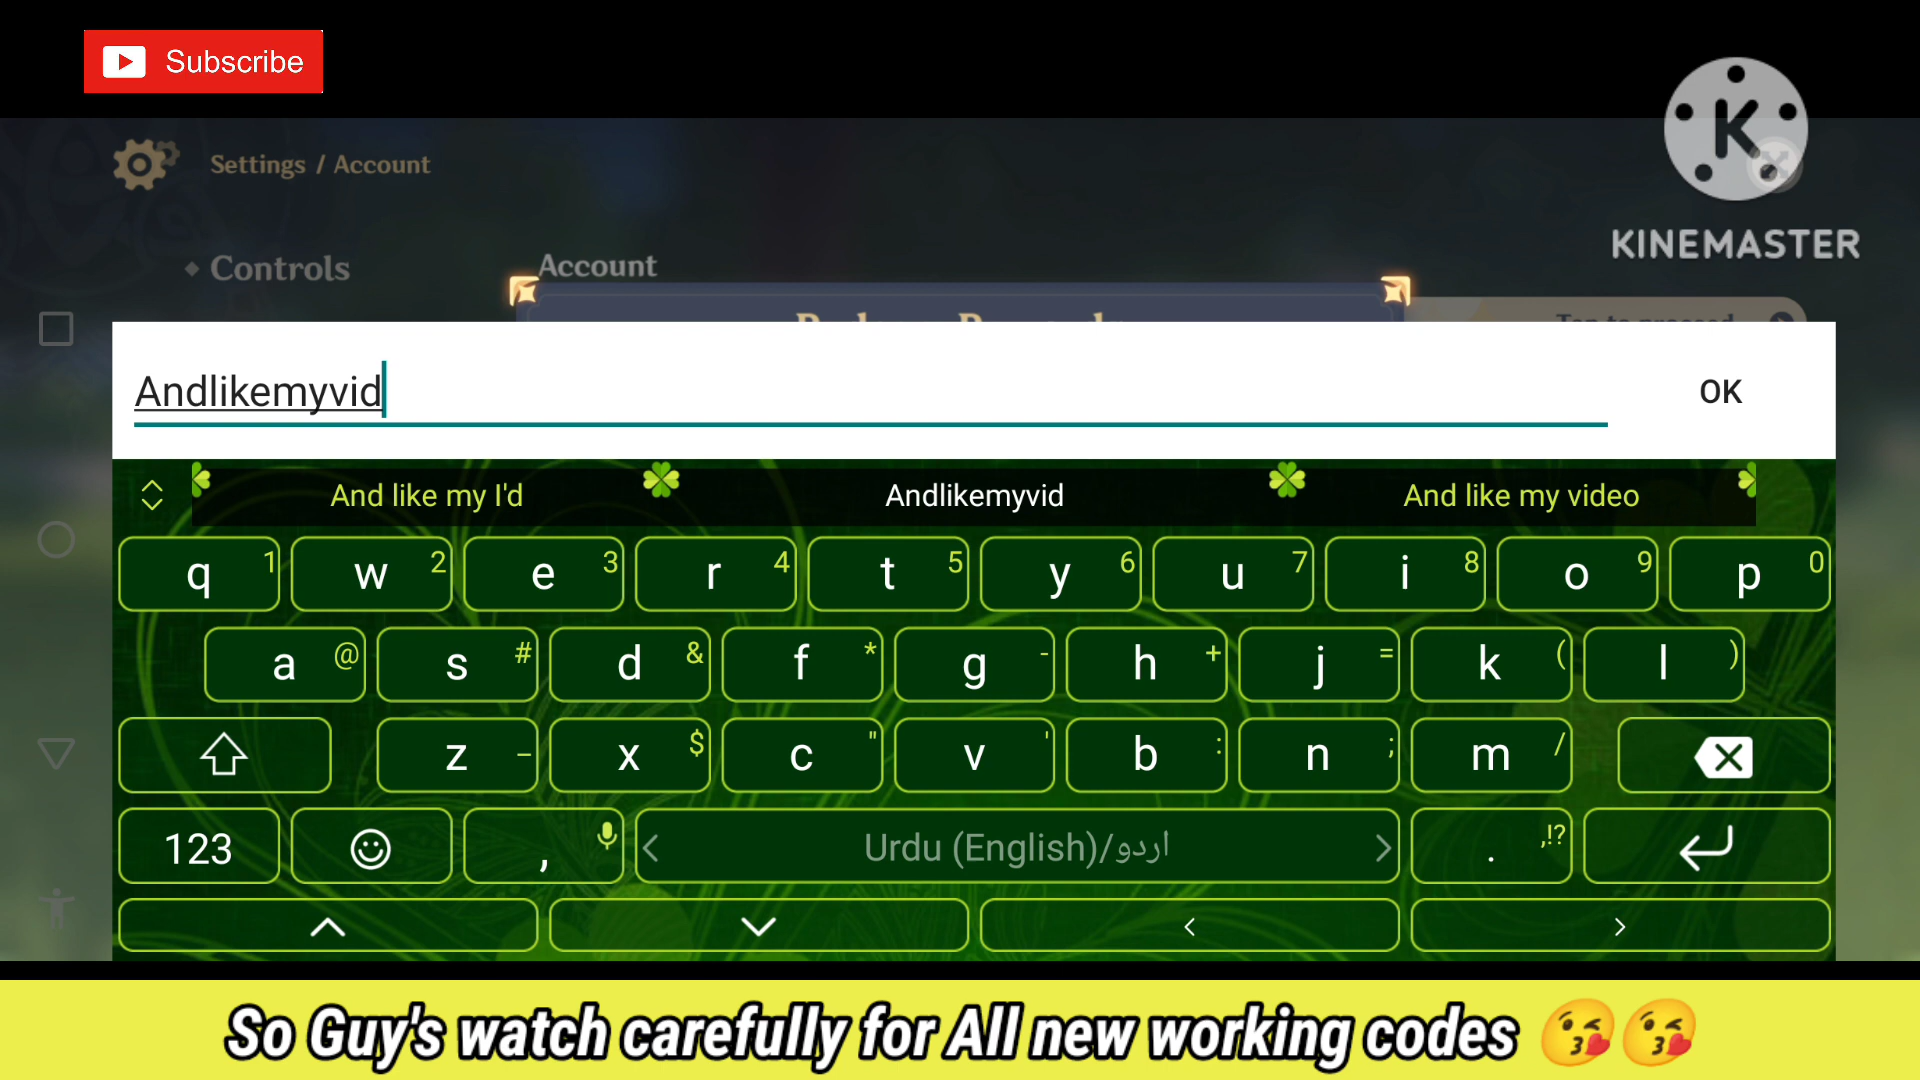 Subscribe
K
KINEMASTER
Settings / Account
Controls
Account
Andlikemyvid
OK
And like my I'd
Andlikemyvid
And like my video
q 1 w 2 e 3 r 4 t 5 y 6 u 7 i 8 o 9 p 0
a @ s # d & f * g - h + j = k ( l )
z _ x $ c " v ' b : n ; m /
123 , < Urdu (English)/اردو > . ,!?
So Guy's watch carefully for All new working codes 😘😘